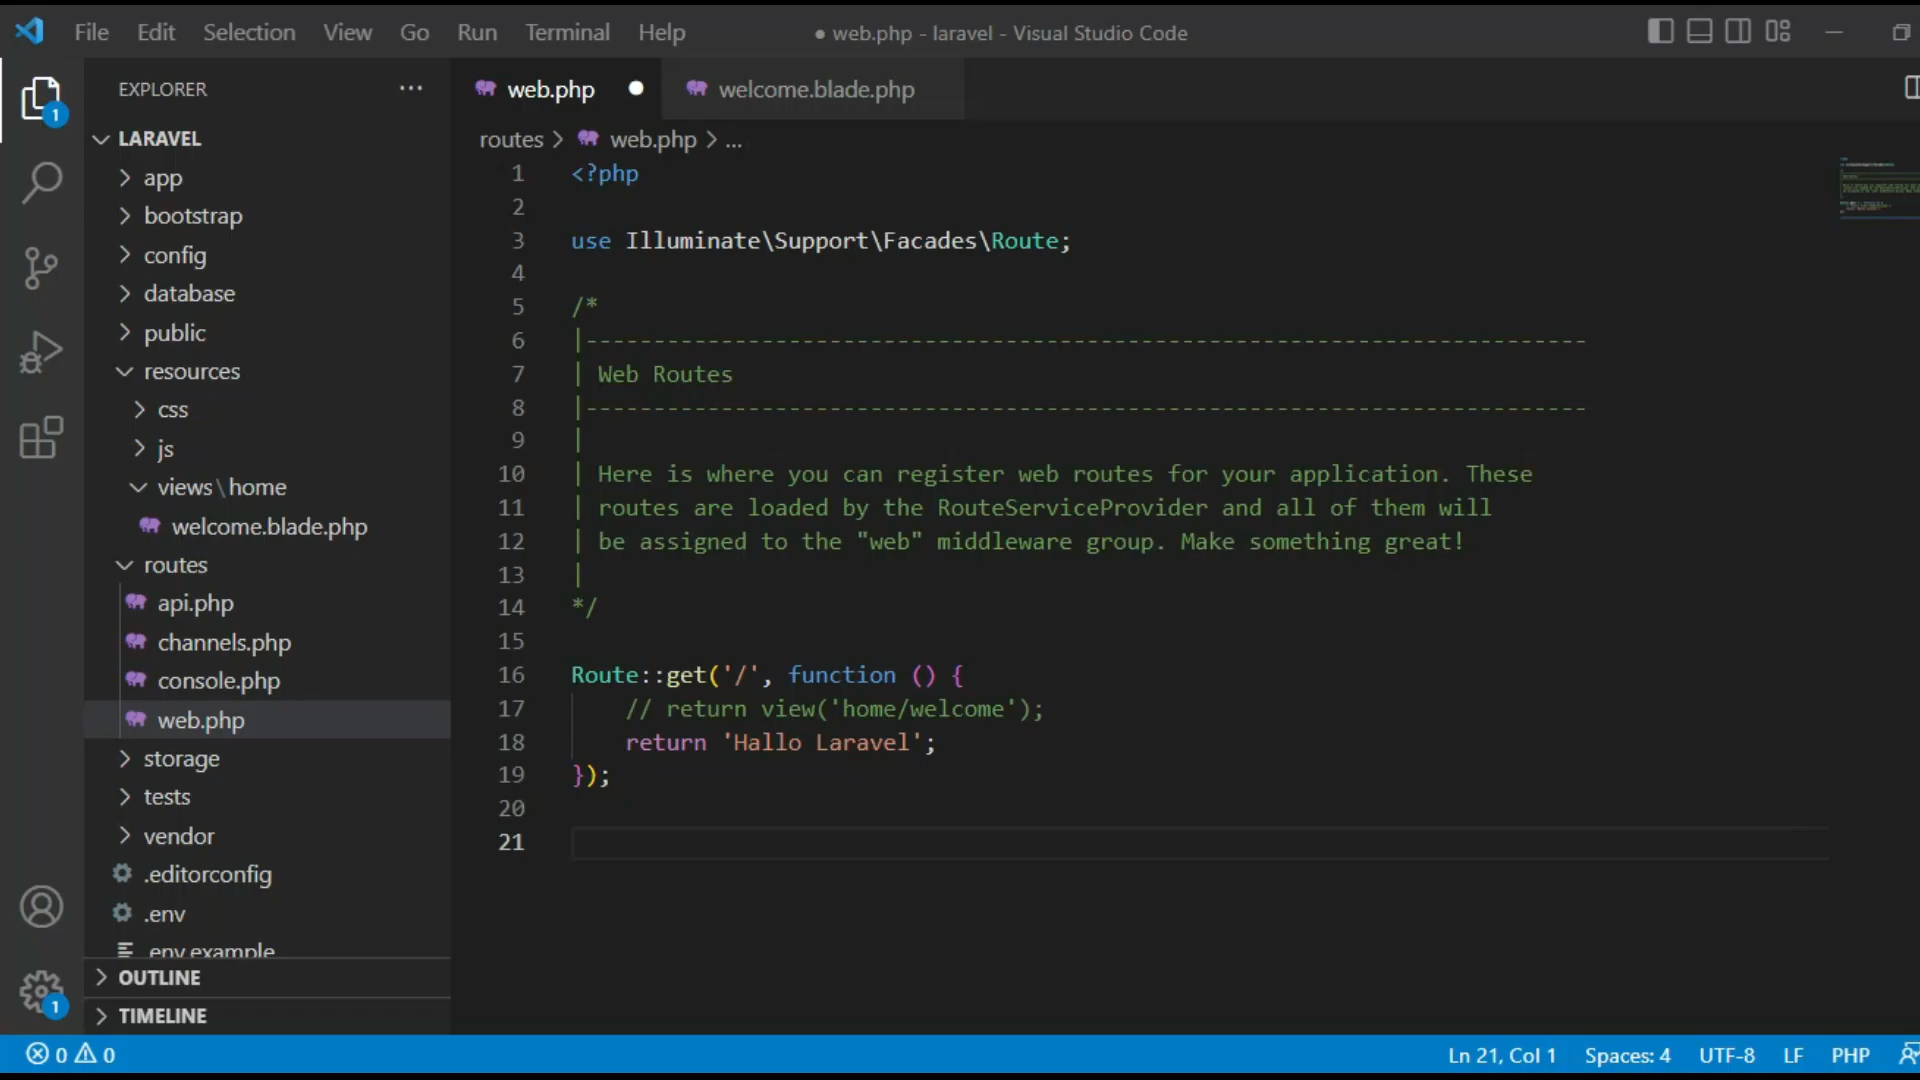 File Edit Selection View Go Run Terminal Help ● web.php - laravel - Visual Studio Code
EXPLORER ...
web.php
welcome.blade.php
1
routes > web.php > ...
LARAVEL
app
bootstrap
config
database
public
resources
css
js
views\home
welcome.blade.php
routes
api.php
channels.php
console.php
web.php
storage
tests
vendor
.editorconfig
.env
.env.example
OUTLINE
TIMELINE
1
1 <?php
2
3 use Illuminate\Support\Facades\Route;
4
5 /*
6 |--------------------------------------------------------------------------
7 | Web Routes
8 |--------------------------------------------------------------------------
9 |
10 | Here is where you can register web routes for your application. These
11 | routes are loaded by the RouteServiceProvider and all of them will
12 | be assigned to the "web" middleware group. Make something great!
13 |
14 */
15
16 Route::get('/', function () {
17 // return view('home/welcome');
18 return 'Hallo Laravel';
19 });
20
21
0 0
Ln 21, Col 1 Spaces: 4 UTF-8 LF PHP